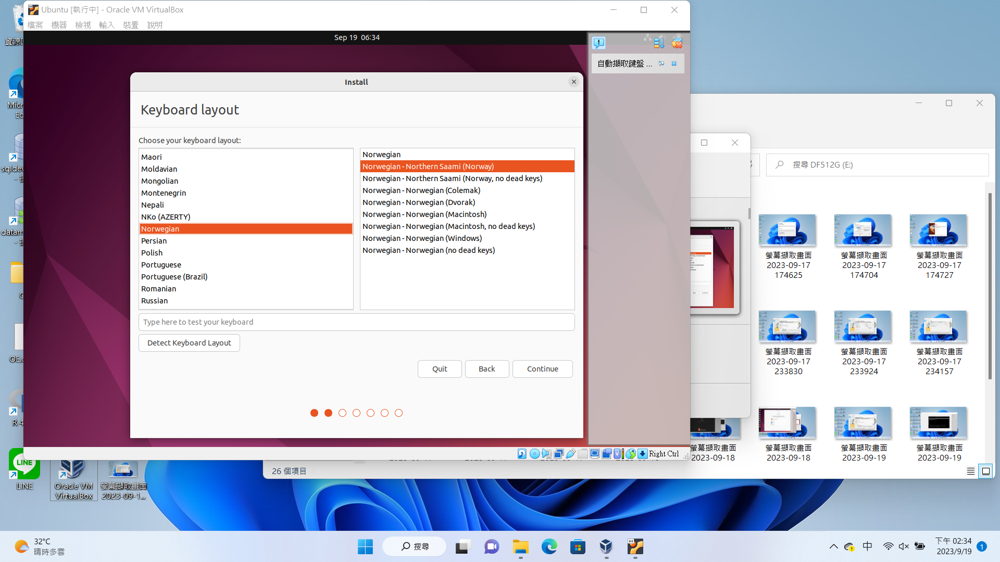 Ubuntu [執行中] - Oracle VM VirtualBox
檔案 機器 檢視 輸入 裝置 說明
Sep 19 06:34
自動擷取鍵盤 ...
Install
Keyboard layout
Choose your keyboard layout:
Maori
Moldavian
Mongolian
Montenegrin
Nepali
NKo (AZERTY)
Norwegian
Persian
Polish
Portuguese
Portuguese (Brazil)
Romanian
Russian
Norwegian
Norwegian - Northern Saami (Norway)
Norwegian - Northern Saami (Norway, no dead keys)
Norwegian - Norwegian (Colemak)
Norwegian - Norwegian (Dvorak)
Norwegian - Norwegian (Macintosh)
Norwegian - Norwegian (Macintosh, no dead keys)
Norwegian - Norwegian (Windows)
Norwegian - Norwegian (no dead keys)
Type here to test your keyboard
Detect Keyboard Layout
Quit Back Continue
Right Ctrl
搜尋 DF512G (E:)
螢幕擷取畫面 2023-09-17 174625
螢幕擷取畫面 2023-09-17 174704
螢幕擷取畫面 2023-09-17 174727
螢幕擷取畫面 2023-09-17 233830
螢幕擷取畫面 2023-09-17 233924
螢幕擷取畫面 2023-09-17 234157
螢幕擷取畫面 2023-09-18
螢幕擷取畫面 2023-09-18
螢幕擷取畫面 2023-09-19
螢幕擷取畫面 2023-09-19
26 個項目
資源回
Micr
Ed
sqldev
datam
OE.
R 4
LINE
LINE
Oracle VM
VirtualBox
螢幕擷取畫面
2023-09-1...
32°C
晴時多雲
搜尋
64
中
下午 02:34
2023/9/19
1